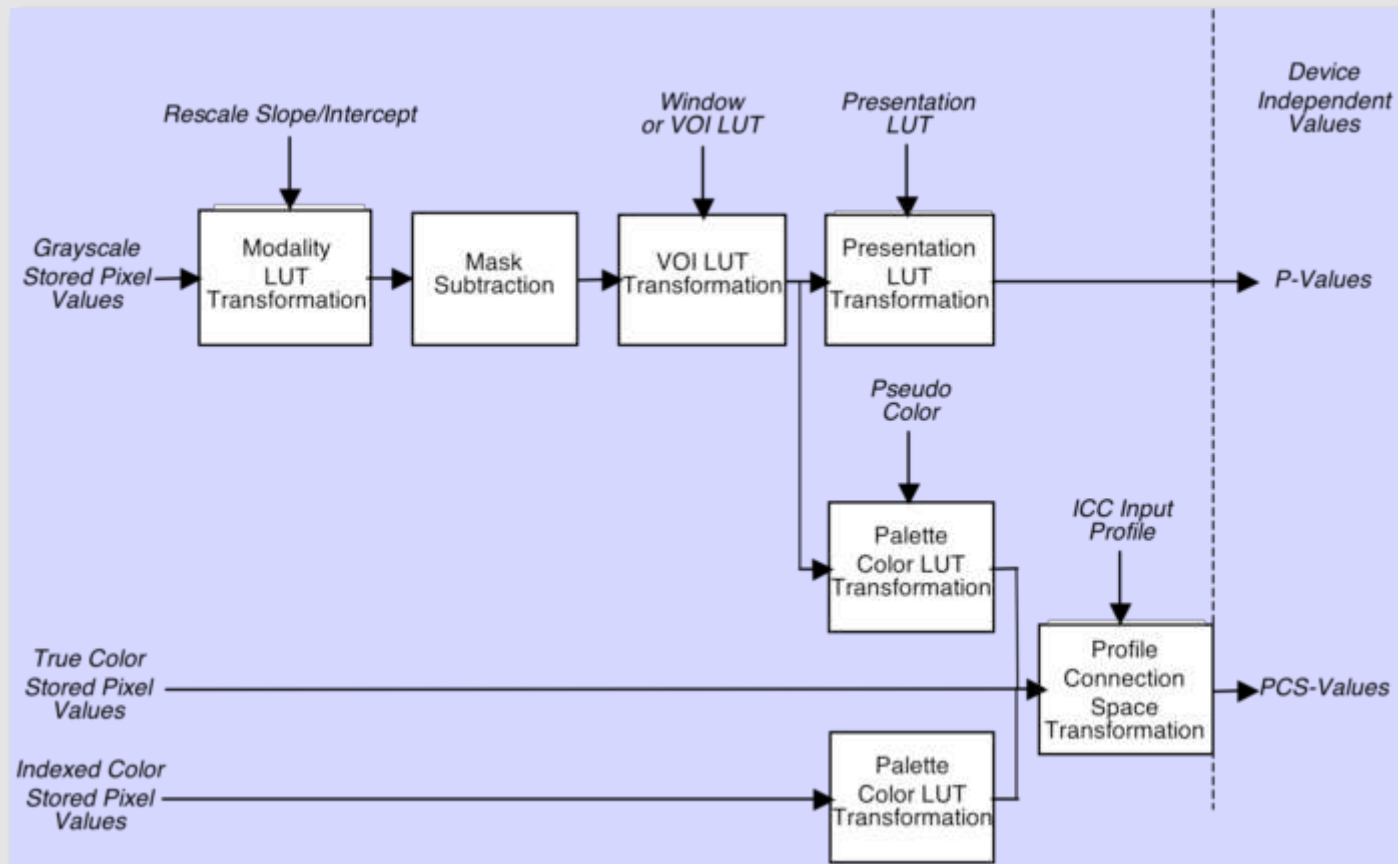 Device
Independent
Values
Rescale Slope/Intercept
Window
or VOI LUT
Presentation
LUT
Grayscale
Stored Pixel
Values
Modality
LUT
Transformation
Mask
Subtraction
VOI LUT
Transformation
Presentation
LUT
Transformation
P-Values
Pseudo
Color
Palette
Color LUT
Transformation
ICC Input
Profile
True Color
Stored Pixel
Values
Profile
Connection
Space
Transformation
PCS-Values
Indexed Color
Stored Pixel
Values
Palette
Color LUT
Transformation